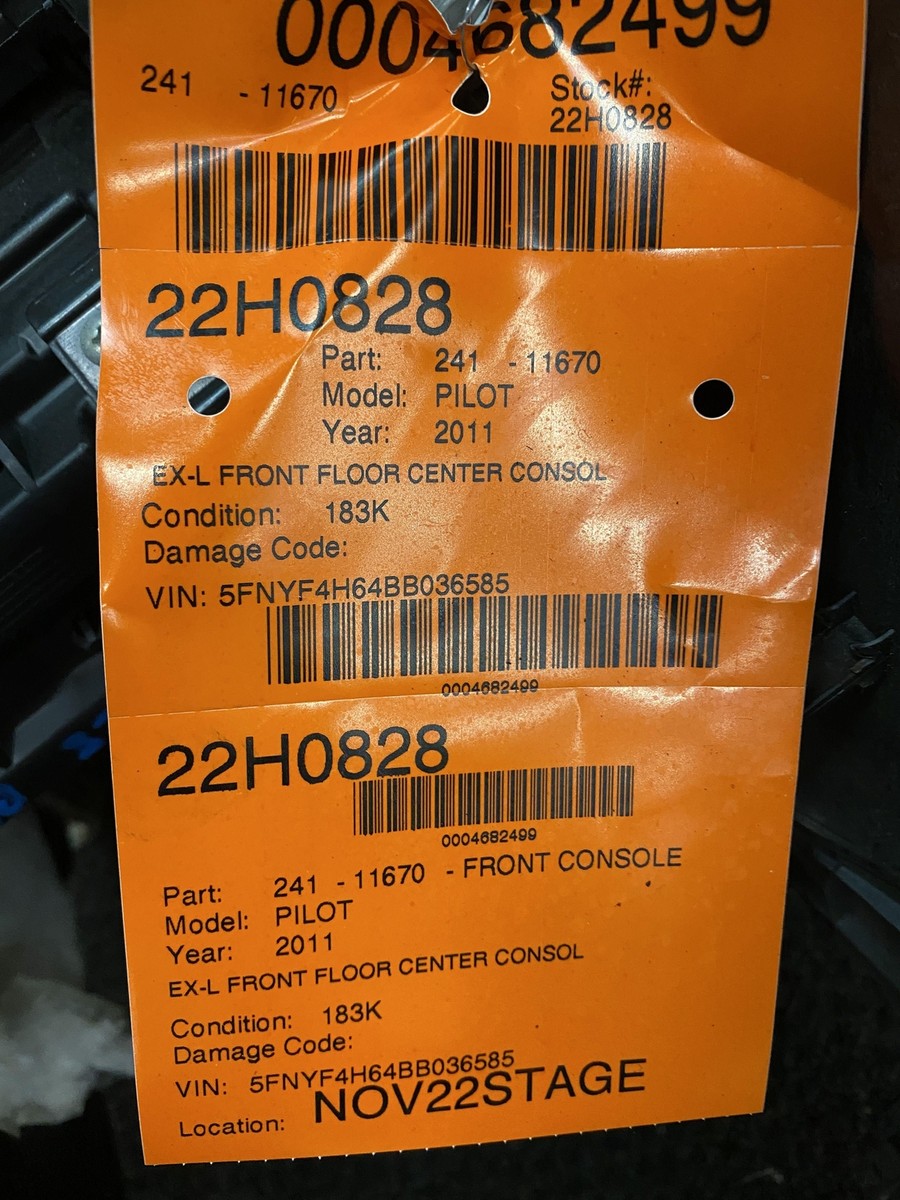 0004682499
241 - 11670
Stock#:
22H0828
22H0828
Part: 241 - 11670
Model: PILOT
Year: 2011
EX-L FRONT FLOOR CENTER CONSOL
Condition: 183K
Damage Code:
VIN: 5FNYF4H64BB036585
0004682499
22H0828
0004682499
Part: 241 - 11670 - FRONT CONSOLE
Model: PILOT
Year: 2011
EX-L FRONT FLOOR CENTER CONSOL
Condition: 183K
Damage Code:
VIN: 5FNYF4H64BB036585
Location: NOV22STAGE